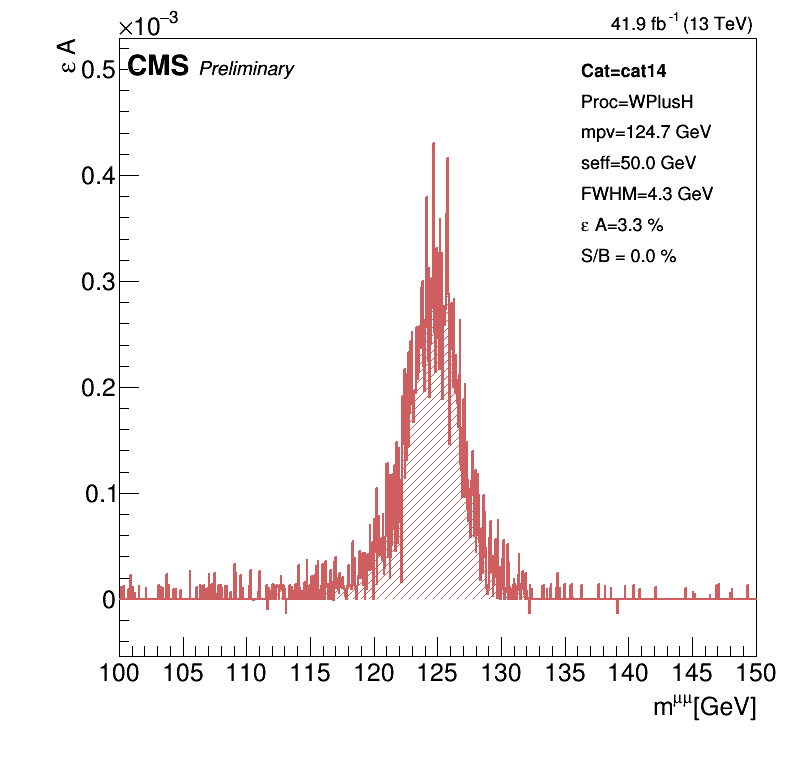 ×10⁻³
41.9 fb⁻¹ (13 TeV)
ε A
CMS Preliminary
Cat=cat14
Proc=WPlusH
mpv=124.7 GeV
seff=50.0 GeV
FWHM=4.3 GeV
ε A=3.3 %
S/B = 0.0 %
0.5
0.4
0.3
0.2
0.1
0
100 105 110 115 120 125 130 135 140 145 150
m^μμ[GeV]